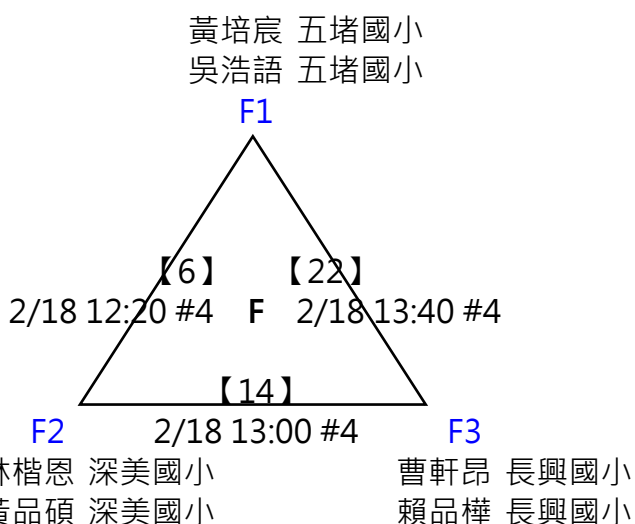 黃培宸 五堵國小
吳浩語 五堵國小
F1
【6】 【22】
2/18 12:20 #4 F 2/18 13:40 #4
【14】
F2 2/18 13:00 #4 F3
林楷恩 深美國小 曹軒昂 長興國小
黃品碩 深美國小 賴品樺 長興國小